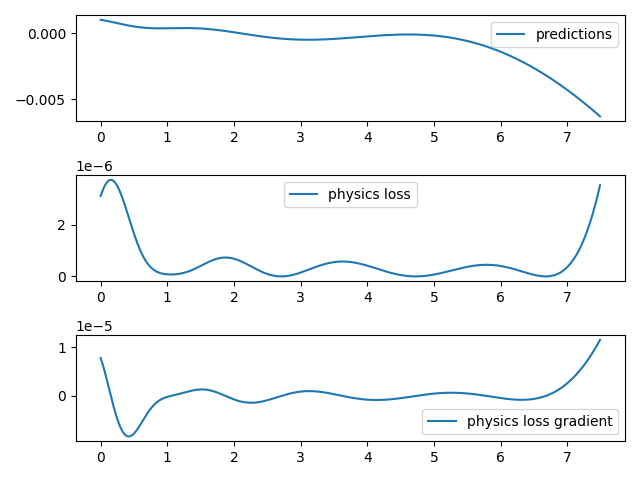 0.000
−0.005
predictions
0 1 2 3 4 5 6 7
1e−6
2
0
physics loss
0 1 2 3 4 5 6 7
1e−5
1
0
physics loss gradient
0 1 2 3 4 5 6 7